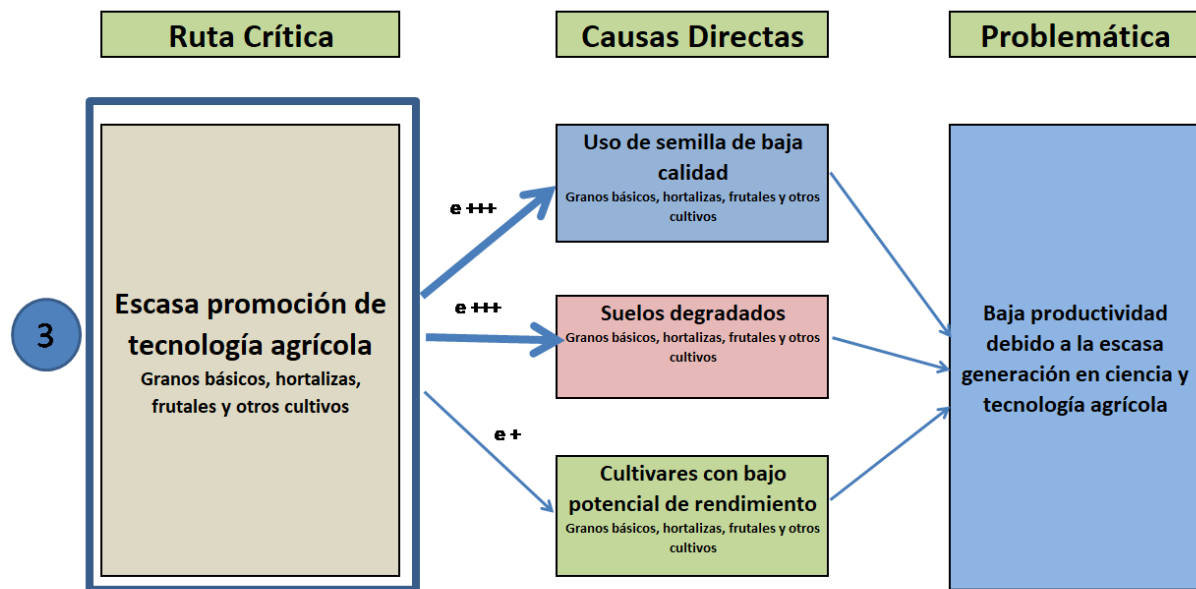 Ruta Crítica
Causas Directas
Problemática
3
Escasa promoción de
tecnología agrícola
Granos básicos, hortalizas,
frutales y otros cultivos
e +++
e +++
e +
Uso de semilla de baja
calidad
Granos básicos, hortalizas, frutales y otros
cultivos
Suelos degradados
Granos básicos, hortalizas, frutales y otros
cultivos
Cultivares con bajo
potencial de rendimiento
Granos básicos, hortalizas, frutales y otros
cultivos
Baja productividad
debido a la escasa
generación en ciencia y
tecnología agrícola